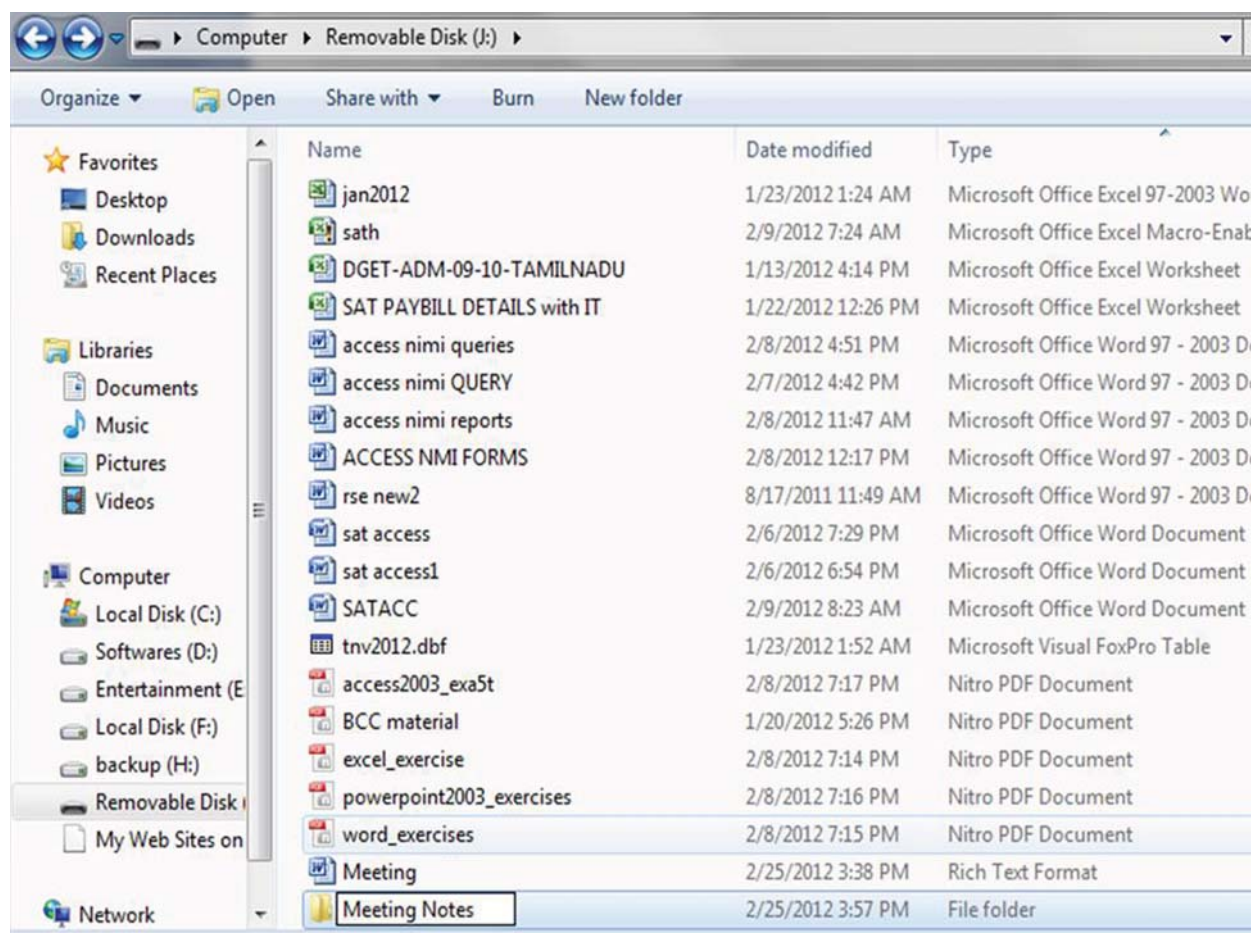 Computer Removable Disk (J:)
Organize Open Share with Burn New folder
Favorites
Desktop
Downloads
Recent Places
Libraries
Documents
Music
Pictures
Videos
Computer
Local Disk (C:)
Softwares (D:)
Entertainment (E
Local Disk (F:)
backup (H:)
Removable Disk
My Web Sites on
Network
Name Date modified Type
jan2012 1/23/2012 1:24 AM Microsoft Office Excel 97-2003 Wo
sath 2/9/2012 7:24 AM Microsoft Office Excel Macro-Enab
DGET-ADM-09-10-TAMILNADU 1/13/2012 4:14 PM Microsoft Office Excel Worksheet
SAT PAYBILL DETAILS with IT 1/22/2012 12:26 PM Microsoft Office Excel Worksheet
access nimi queries 2/8/2012 4:51 PM Microsoft Office Word 97 - 2003 Do
access nimi QUERY 2/7/2012 4:42 PM Microsoft Office Word 97 - 2003 Do
access nimi reports 2/8/2012 11:47 AM Microsoft Office Word 97 - 2003 Do
ACCESS NMI FORMS 2/8/2012 12:17 PM Microsoft Office Word 97 - 2003 Do
rse new2 8/17/2011 11:49 AM Microsoft Office Word 97 - 2003 Do
sat access 2/6/2012 7:29 PM Microsoft Office Word Document
sat access1 2/6/2012 6:54 PM Microsoft Office Word Document
SATACC 2/9/2012 8:23 AM Microsoft Office Word Document
tnv2012.dbf 1/23/2012 1:52 AM Microsoft Visual FoxPro Table
access2003_exa5t 2/8/2012 7:17 PM Nitro PDF Document
BCC material 1/20/2012 5:26 PM Nitro PDF Document
excel_exercise 2/8/2012 7:14 PM Nitro PDF Document
powerpoint2003_exercises 2/8/2012 7:16 PM Nitro PDF Document
word_exercises 2/8/2012 7:15 PM Nitro PDF Document
Meeting 2/25/2012 3:38 PM Rich Text Format
Meeting Notes 2/25/2012 3:57 PM File folder